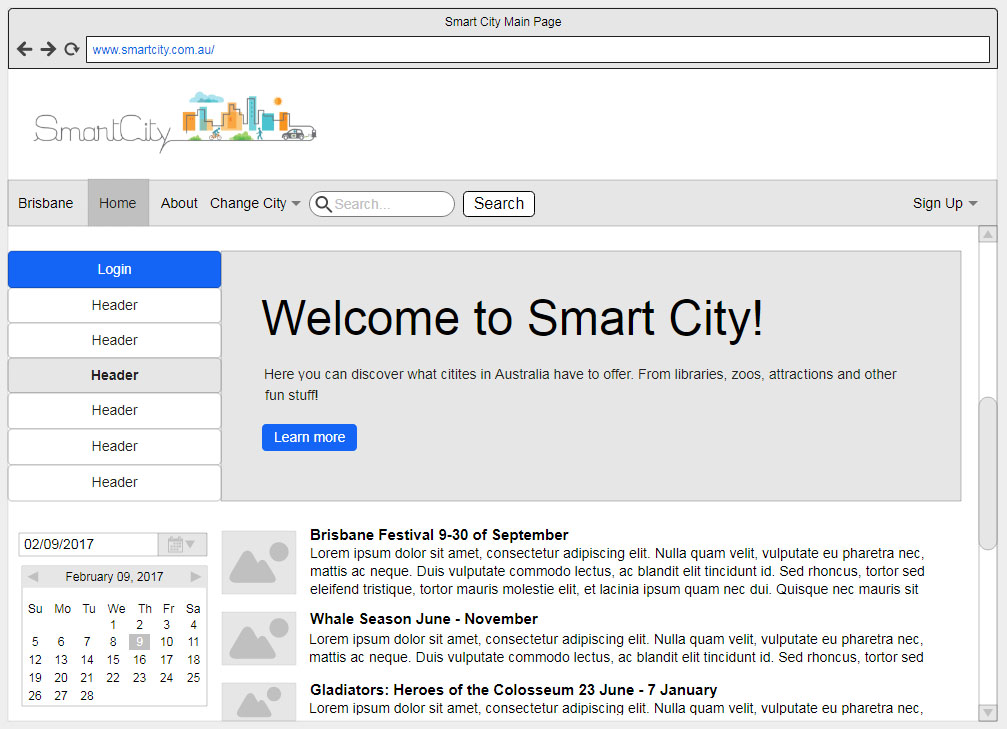 Smart City Main Page
www.smartcity.com.au/
SmartCity
Brisbane Home About Change City Search... Search Sign Up
Login
Header
Header
Header
Header
Header
Header
Welcome to Smart City!
Here you can discover what citites in Australia have to offer. From libraries, zoos, attractions and other
fun stuff!
Learn more
02/09/2017
February 09, 2017
Su Mo Tu We Th Fr Sa
1 2 3 4
5 6 7 8 9 10 11
12 13 14 15 16 17 18
19 20 21 22 23 24 25
26 27 28
Brisbane Festival 9-30 of September
Lorem ipsum dolor sit amet, consectetur adipiscing elit. Nulla quam velit, vulputate eu pharetra nec,
mattis ac neque. Duis vulputate commodo lectus, ac blandit elit tincidunt id. Sed rhoncus, tortor sed
eleifend tristique, tortor mauris molestie elit, et lacinia ipsum quam nec dui. Quisque nec mauris sit
Whale Season June - November
Lorem ipsum dolor sit amet, consectetur adipiscing elit. Nulla quam velit, vulputate eu pharetra nec,
mattis ac neque. Duis vulputate commodo lectus, ac blandit elit tincidunt id. Sed rhoncus, tortor sed
Gladiators: Heroes of the Colosseum 23 June - 7 January
Lorem ipsum dolor sit amet, consectetur adipiscing elit. Nulla quam velit, vulputate eu pharetra nec,